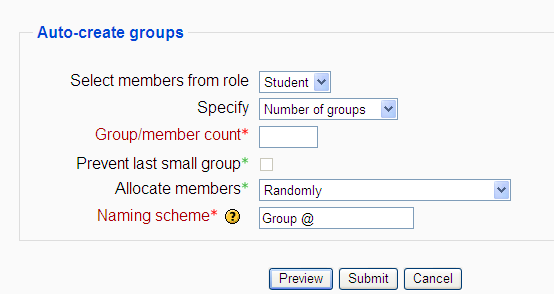 Auto-create groups
Select members from role Student
Specify Number of groups
Group/member count*
Prevent last small group*
Allocate members* Randomly
Naming scheme* ? Group @
Preview Submit Cancel